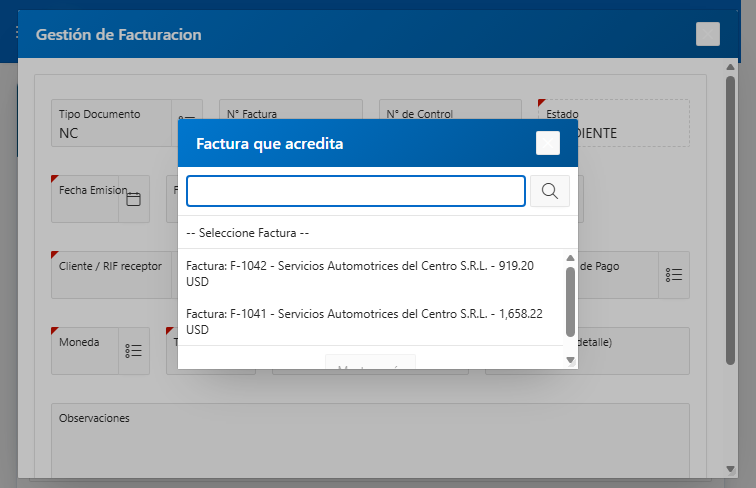 Gestión de Facturacion
Tipo Documento
NC
N° Factura
N° de Control
Estado
DIENTE
Fecha Emision
F
Factura que acredita
-- Seleccione Factura --
Factura: F-1042 - Servicios Automotrices del Centro S.R.L. - 919.20
USD
Factura: F-1041 - Servicios Automotrices del Centro S.R.L. - 1,658.22
USD
Cliente / RIF receptor
de Pago
Moneda
T
detalle)
Observaciones